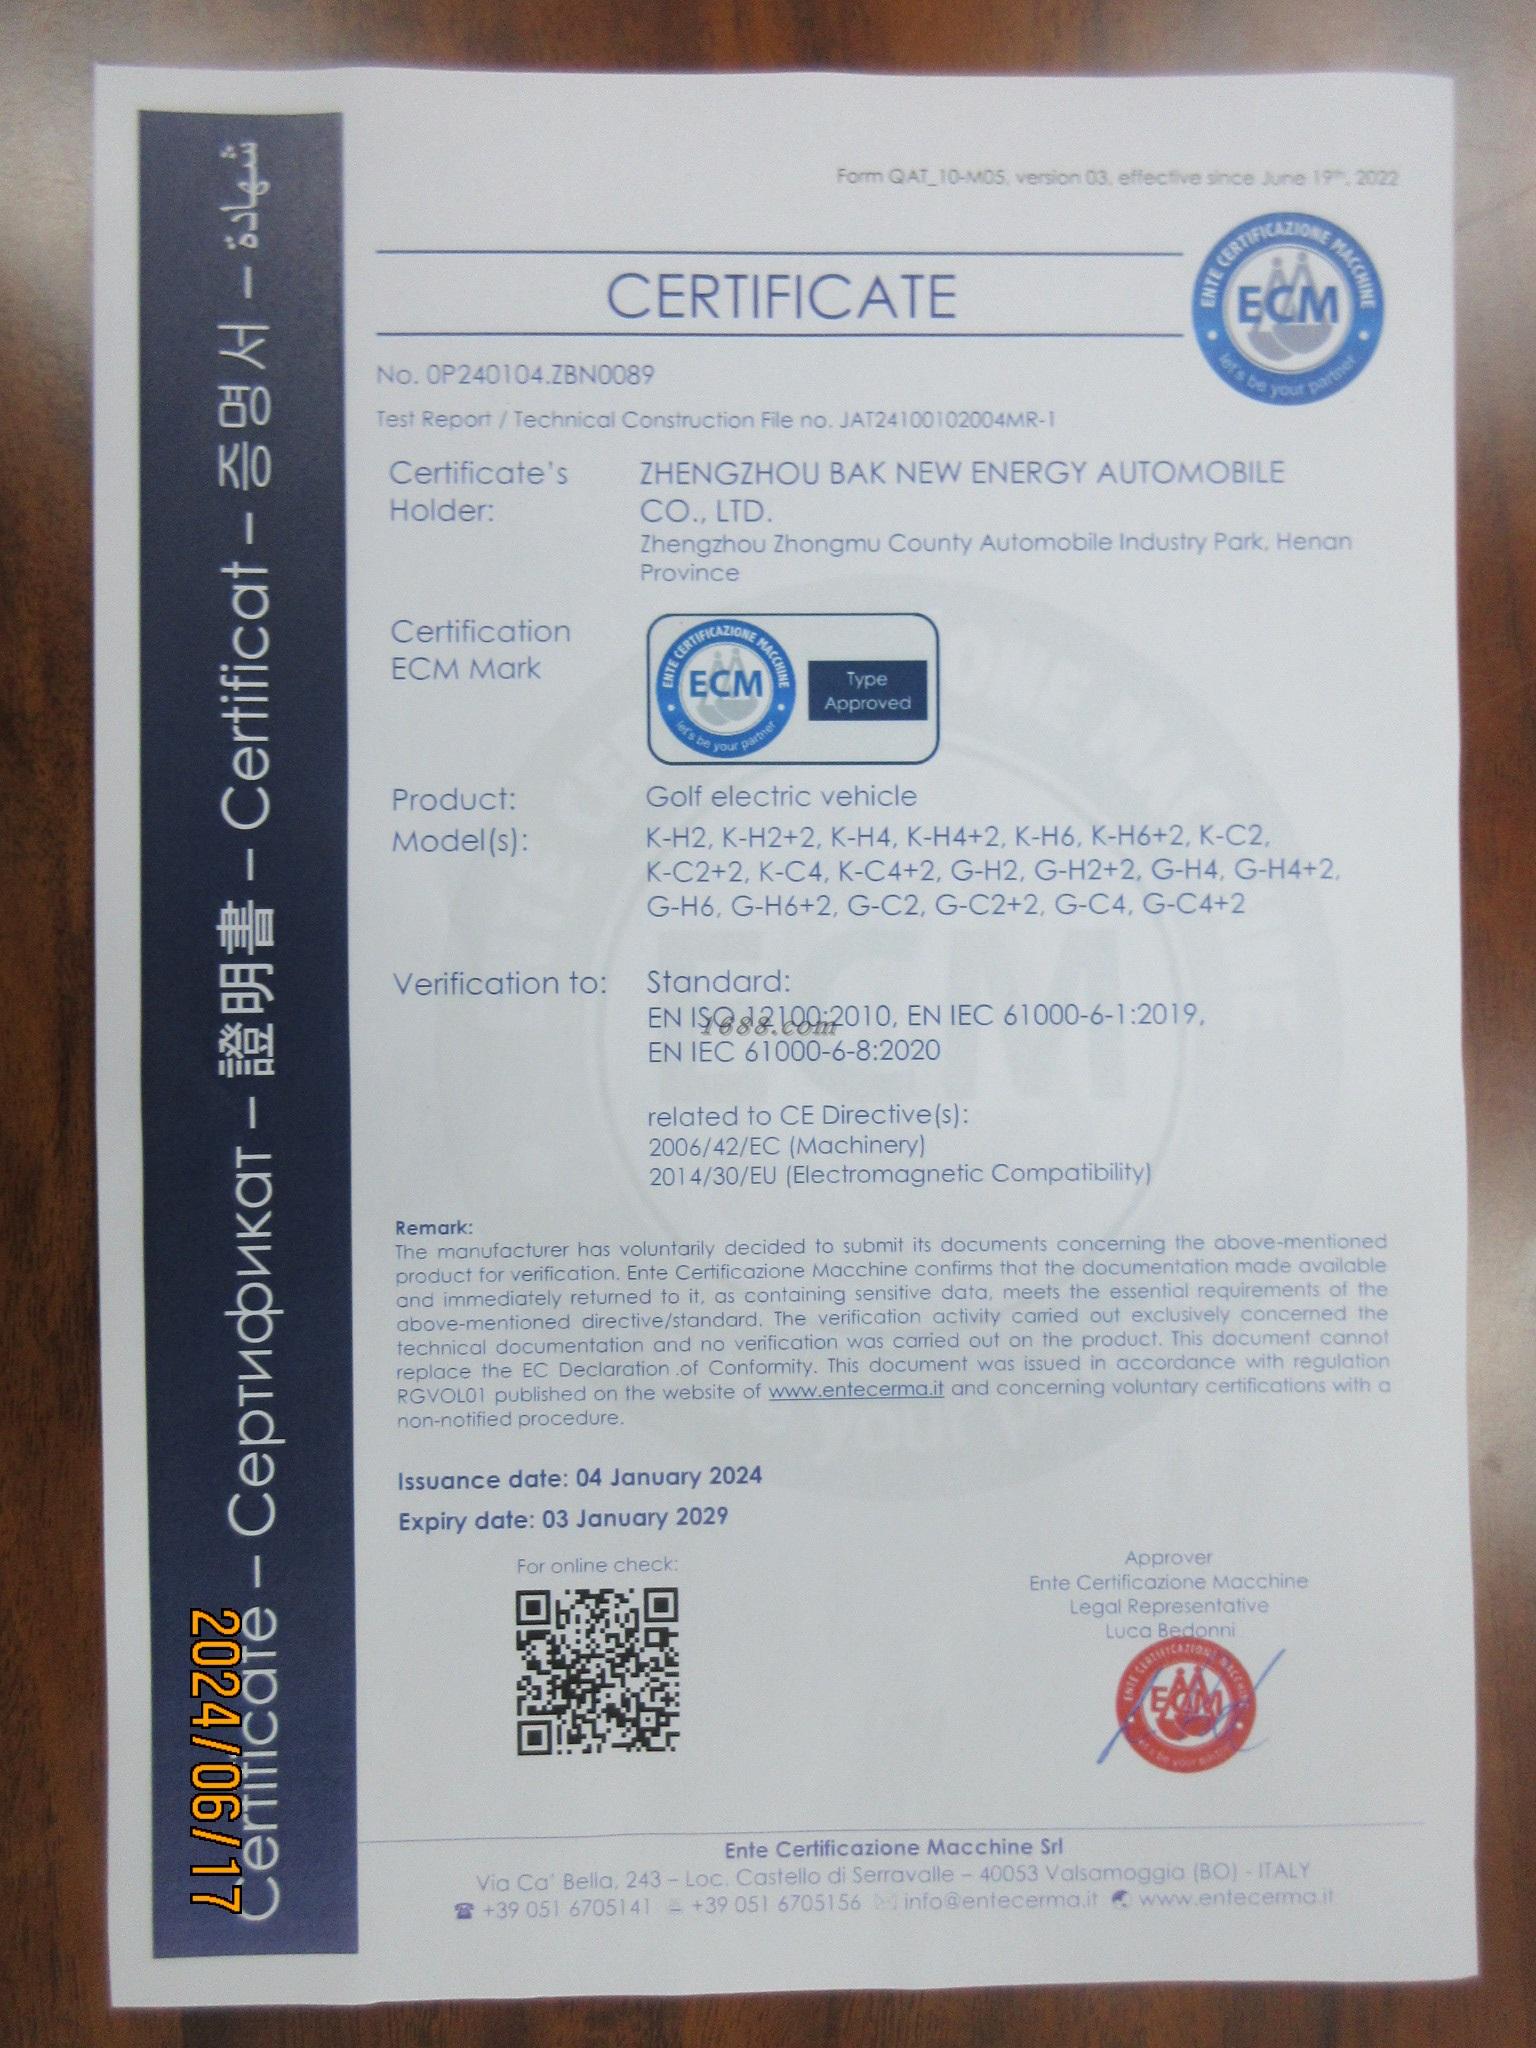 Form QAT_10-M05, version 03, effective since June 19th, 2022
CERTIFICATE
ENTE CERTIFICAZIONE MACCHINE
ECM
let's be your partner
No. 0P240104.ZBN0089
Test Report / Technical Construction File no. JAT24100102004MR-1
Certificate's Holder:
ZHENGZHOU BAK NEW ENERGY AUTOMOBILE
CO., LTD.
Zhengzhou Zhongmu County Automobile Industry Park, Henan
Province
Certification
ECM Mark
ENTE CERTIFICAZIONE MACCHINE
ECM
let's be your partner
Type
Approved
Product: Golf electric vehicle
Model(s): K-H2, K-H2+2, K-H4, K-H4+2, K-H6, K-H6+2, K-C2,
K-C2+2, K-C4, K-C4+2, G-H2, G-H2+2, G-H4, G-H4+2,
G-H6, G-H6+2, G-C2, G-C2+2, G-C4, G-C4+2
Verification to: Standard:
EN ISO 12100:2010, EN IEC 61000-6-1:2019,
1688.com
EN IEC 61000-6-8:2020
related to CE Directive(s):
2006/42/EC (Machinery)
2014/30/EU (Electromagnetic Compatibility)
Remark:
The manufacturer has voluntarily decided to submit its documents concerning the above-mentioned
product for verification. Ente Certificazione Macchine confirms that the documentation made available
and immediately returned to it, as containing sensitive data, meets the essential requirements of the
above-mentioned directive/standard. The verification activity carried out exclusively concerned the
technical documentation and no verification was carried out on the product. This document cannot
replace the EC Declaration of Conformity. This document was issued in accordance with regulation
RGVOL01 published on the website of www.entecerma.it and concerning voluntary certifications with a
non-notified procedure.
Issuance date: 04 January 2024
Expiry date: 03 January 2029
For online check:
Approver
Ente Certificazione Macchine
Legal Representative
Luca Bedonni
ENTE CERTIFICAZIONE MACCHINE
ECM
let's be your partner
Ente Certificazione Macchine Srl
Via Ca' Bella, 243 – Loc. Castello di Serravalle – 40053 Valsamoggia (BO) - ITALY
+39 051 6705141 +39 051 6705156 info@entecerma.it www.entecerma.it
Certificate – Сертификат – 證明書 – Certificat – 증명서 – شهادة
2024/06/17